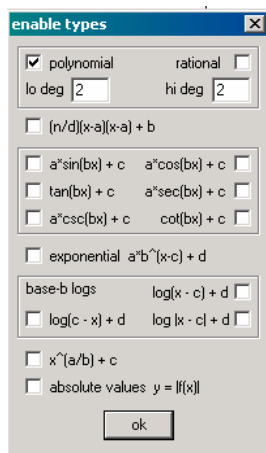 enable types
polynomial rational
lo deg 2 hi deg 2
(n/d)(x-a)(x-a) + b
a*sin(bx) + c a*cos(bx) + c
tan(bx) + c a*sec(bx) + c
a*csc(bx) + c cot(bx) + c
exponential a*b^(x-c) + d
base-b logs log(x - c) + d
log(c - x) + d log |x - c| + d
x^(a/b) + c
absolute values y = |f(x)|
ok